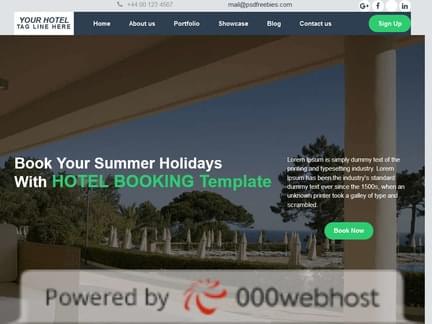 +44 00 123 4567
mail@psdfreebies.com
G+
f
in
YOUR HOTEL
TAG LINE HERE
Home
About us
Portfolio
Showcase
Blog
Contact us
Sign Up
Book Your Summer Holidays
With HOTEL BOOKING Template
Lorem Ipsum is simply dummy text of the
printing and typesetting industry. Lorem
Ipsum has been the industry's standard
dummy text ever since the 1500s, when an
unknown printer took a galley of type and
scrambled.
Book Now
Powered by 000webhost